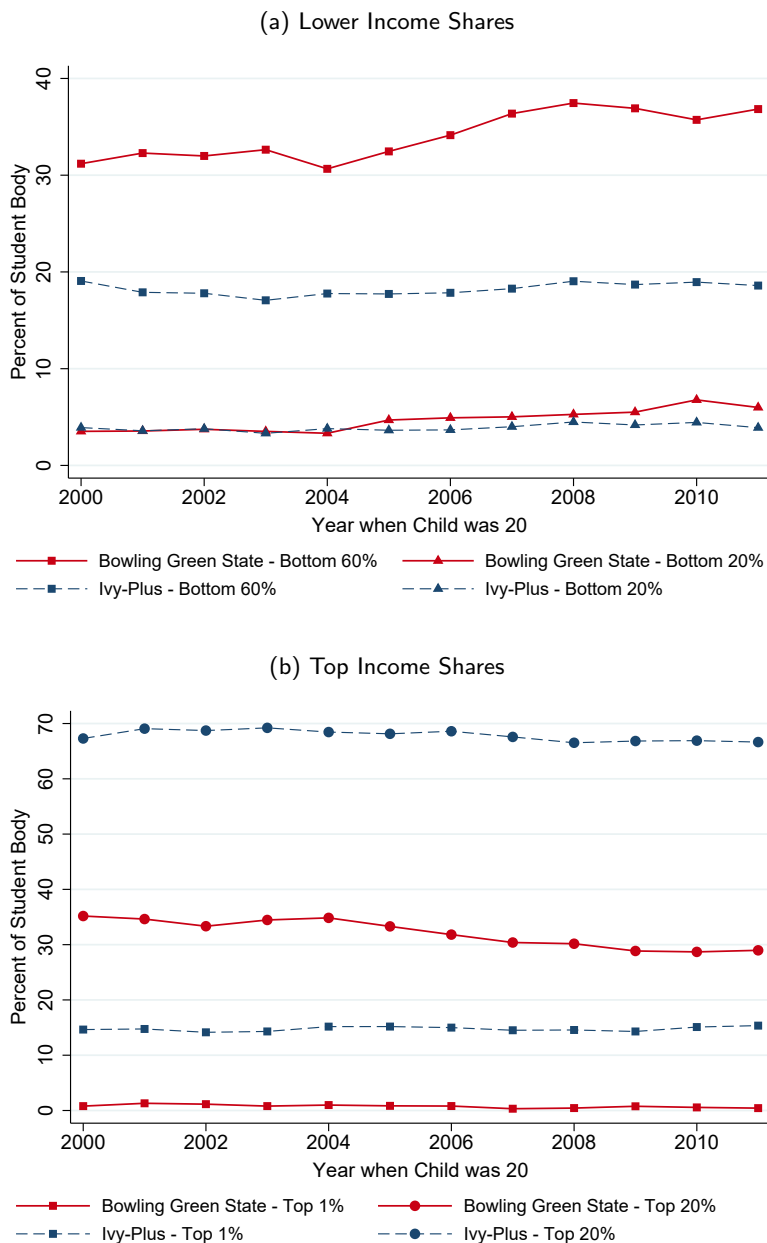 (a) Lower Income Shares
Percent of Student Body
40
30
20
10
0
2000 2002 2004 2006 2008 2010
Year when Child was 20
Bowling Green State - Bottom 60% Bowling Green State - Bottom 20%
Ivy-Plus - Bottom 60% Ivy-Plus - Bottom 20%
(b) Top Income Shares
Percent of Student Body
70
60
50
40
30
20
10
0
2000 2002 2004 2006 2008 2010
Year when Child was 20
Bowling Green State - Top 1% Bowling Green State - Top 20%
Ivy-Plus - Top 1% Ivy-Plus - Top 20%